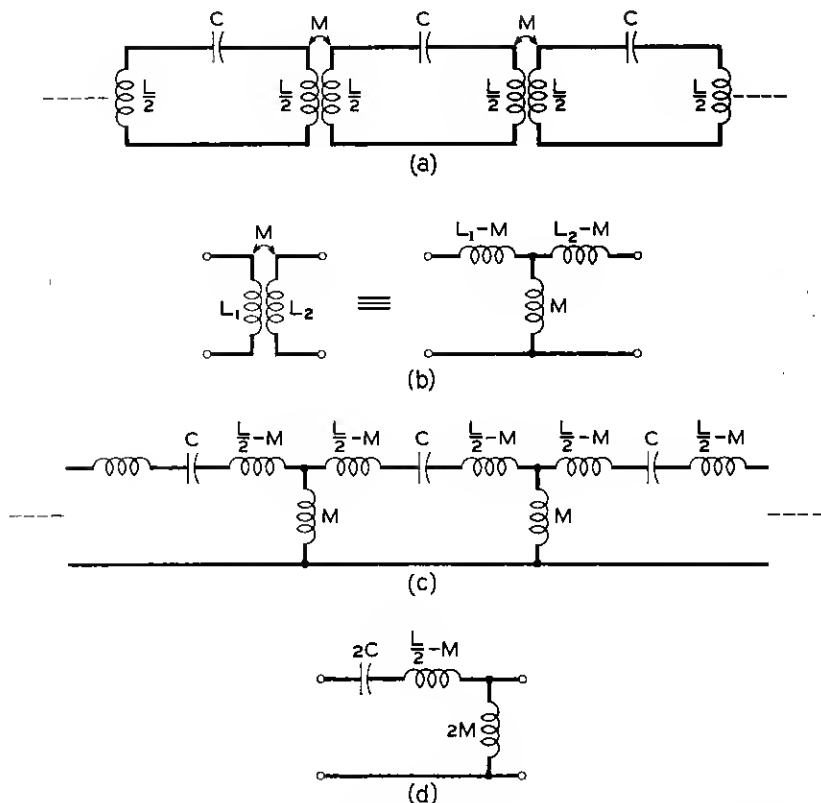 C M C M C
L/2 L/2 L/2 L/2 L/2 L/2
(a)
M L₁-M L₂-M
L₁ L₂ ≡ M
(b)
C L/2-M L/2-M C L/2-M L/2-M C L/2-M
M M
(c)
2C L/2-M
2M
(d)